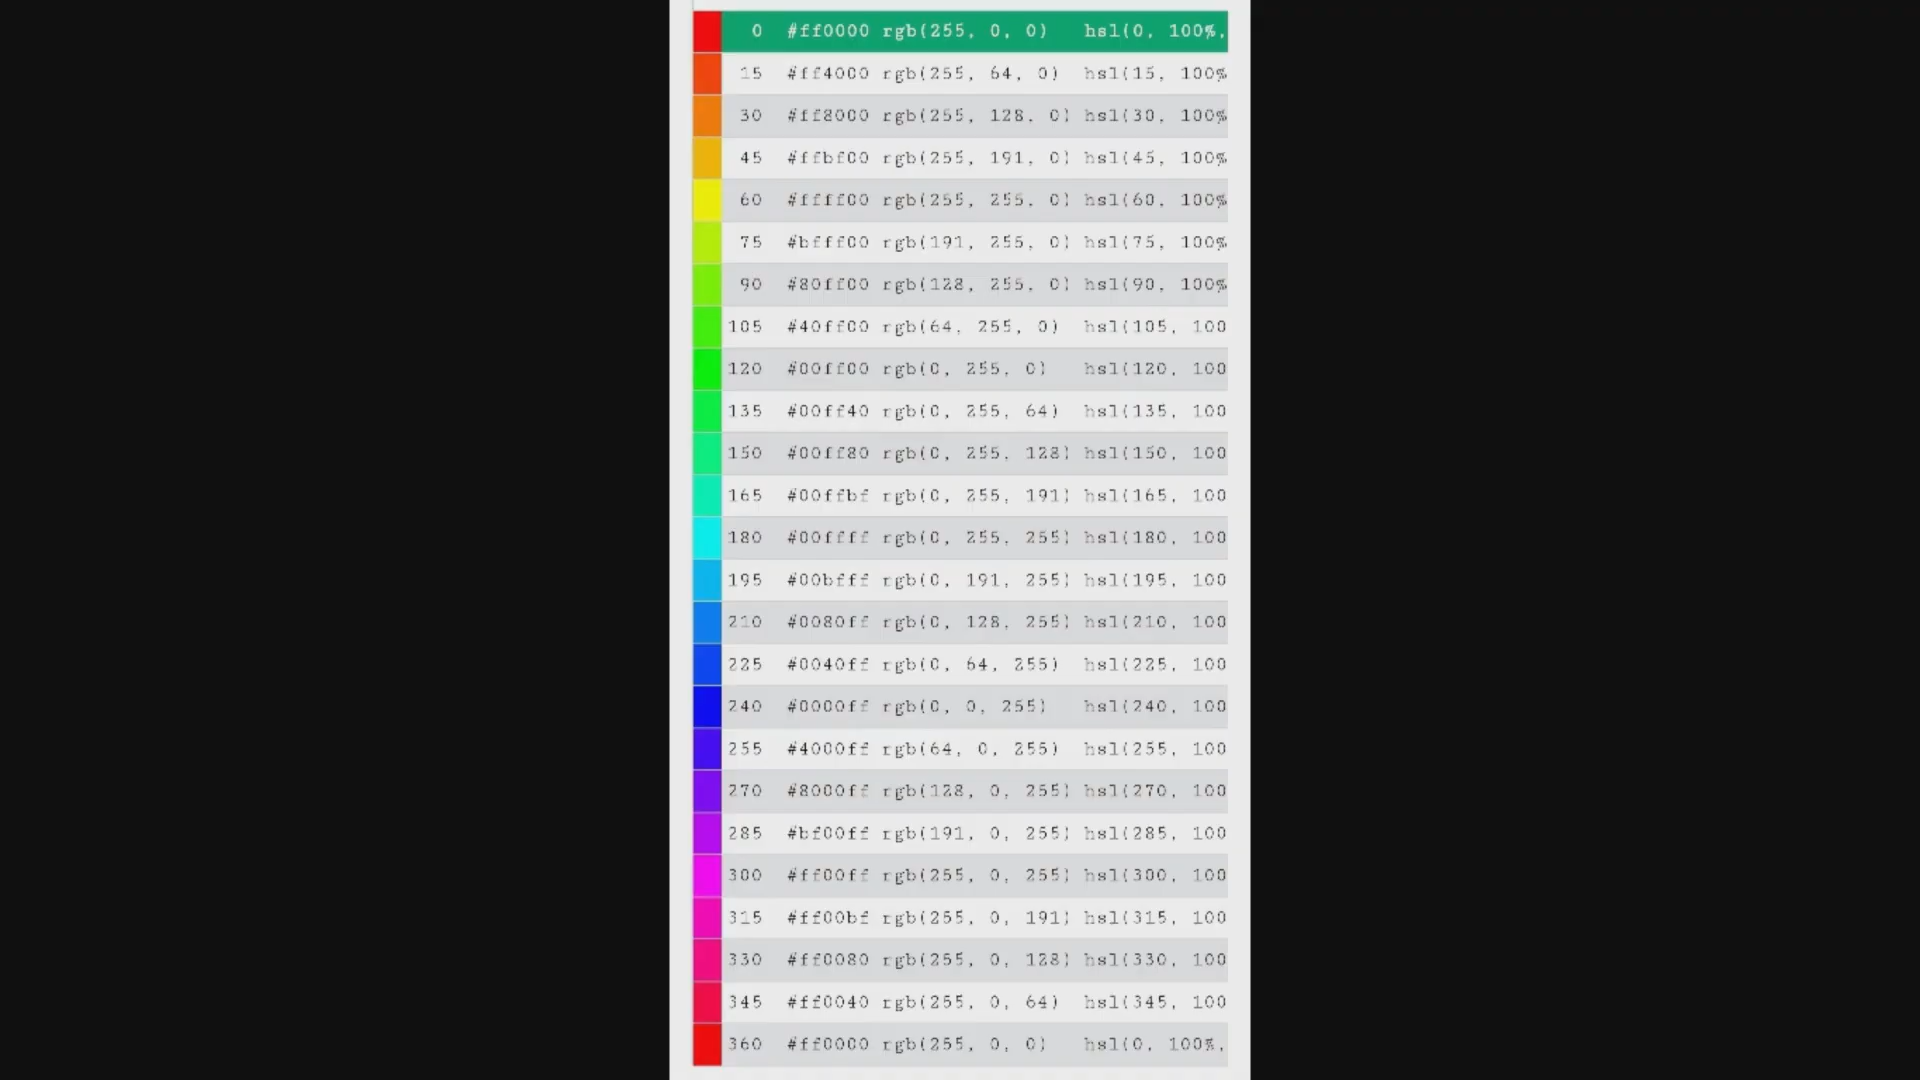 0 #ff0000 rgb(255, 0, 0) hsl(0, 100%,
15 #ff4000 rgb(255, 64, 0) hsl(15, 100%
30 #ff8000 rgb(255, 128, 0) hsl(30, 100%
45 #ffbf00 rgb(255, 191, 0) hsl(45, 100%
60 #ffff00 rgb(255, 255, 0) hsl(60, 100%
75 #bfff00 rgb(191, 255, 0) hsl(75, 100%
90 #80ff00 rgb(128, 255, 0) hsl(90, 100%
105 #40ff00 rgb(64, 255, 0) hsl(105, 100
120 #00ff00 rgb(0, 255, 0) hsl(120, 100
135 #00ff40 rgb(0, 255, 64) hsl(135, 100
150 #00ff80 rgb(0, 255, 128) hsl(150, 100
165 #00ffbf rgb(0, 255, 191) hsl(165, 100
180 #00ffff rgb(0, 255, 255) hsl(180, 100
195 #00bfff rgb(0, 191, 255) hsl(195, 100
210 #0080ff rgb(0, 128, 255) hsl(210, 100
225 #0040ff rgb(0, 64, 255) hsl(225, 100
240 #0000ff rgb(0, 0, 255) hsl(240, 100
255 #4000ff rgb(64, 0, 255) hsl(255, 100
270 #8000ff rgb(128, 0, 255) hsl(270, 100
285 #bf00ff rgb(191, 0, 255) hsl(285, 100
300 #ff00ff rgb(255, 0, 255) hsl(300, 100
315 #ff00bf rgb(255, 0, 191) hsl(315, 100
330 #ff0080 rgb(255, 0, 128) hsl(330, 100
345 #ff0040 rgb(255, 0, 64) hsl(345, 100
360 #ff0000 rgb(255, 0, 0) hsl(0, 100%,